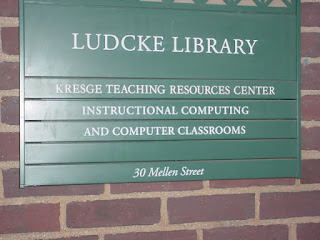 LUDCKE LIBRARY
KRESGE TEACHING RESOURCES CENTER
INSTRUCTIONAL COMPUTING
AND COMPUTER CLASSROOMS
30 Mellen Street